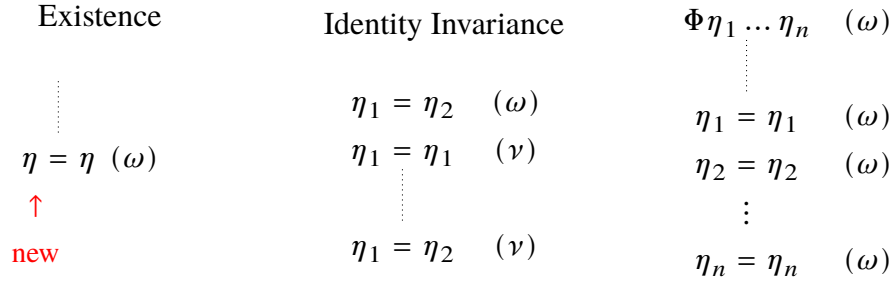 Existence
η = η (ω)
↑
new
Identity Invariance
η₁ = η₂ (ω)
η₁ = η₁ (ν)
η₁ = η₂ (ν)
Φη₁ … ηₙ (ω)
η₁ = η₁ (ω)
η₂ = η₂ (ω)
⋮
ηₙ = ηₙ (ω)